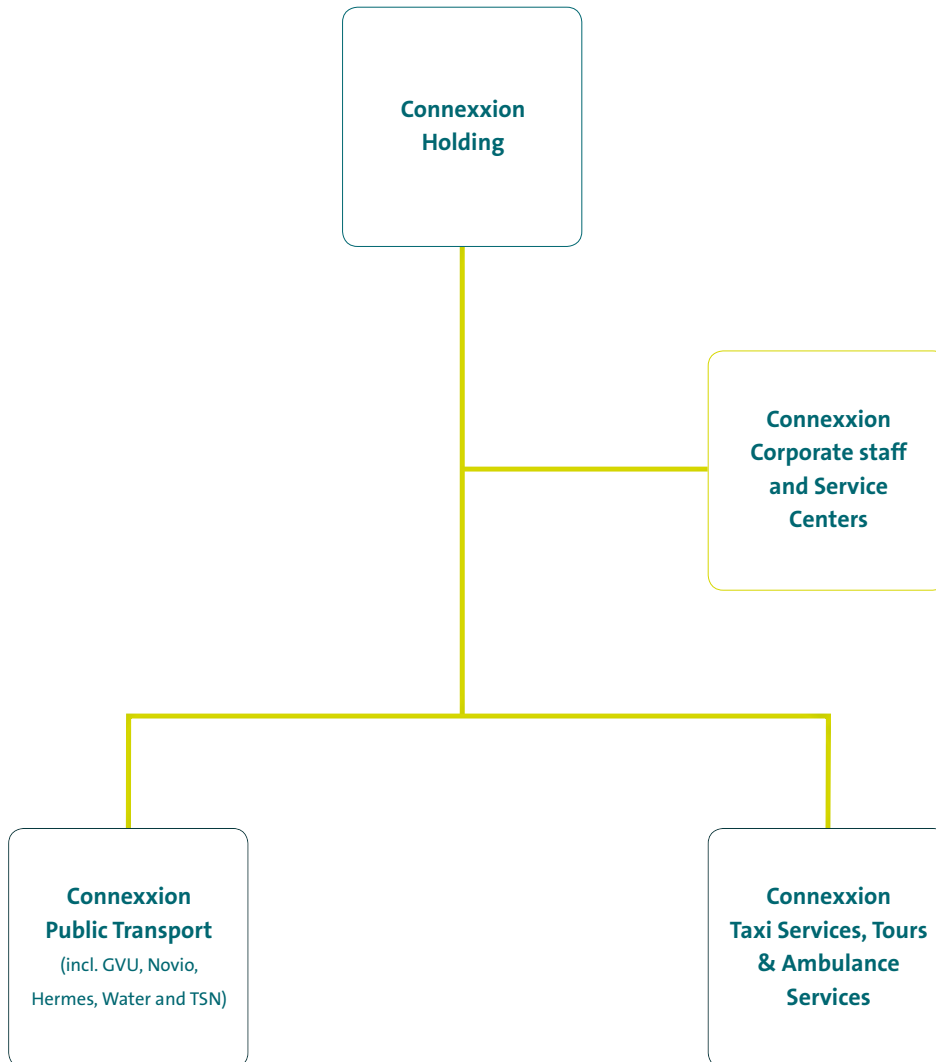 Connexxion
Holding
Connexxion
Corporate staff
and Service
Centers
Connexxion
Public Transport
(incl. GVU, Novio,
Hermes, Water and TSN)
Connexxion
Taxi Services, Tours
& Ambulance
Services